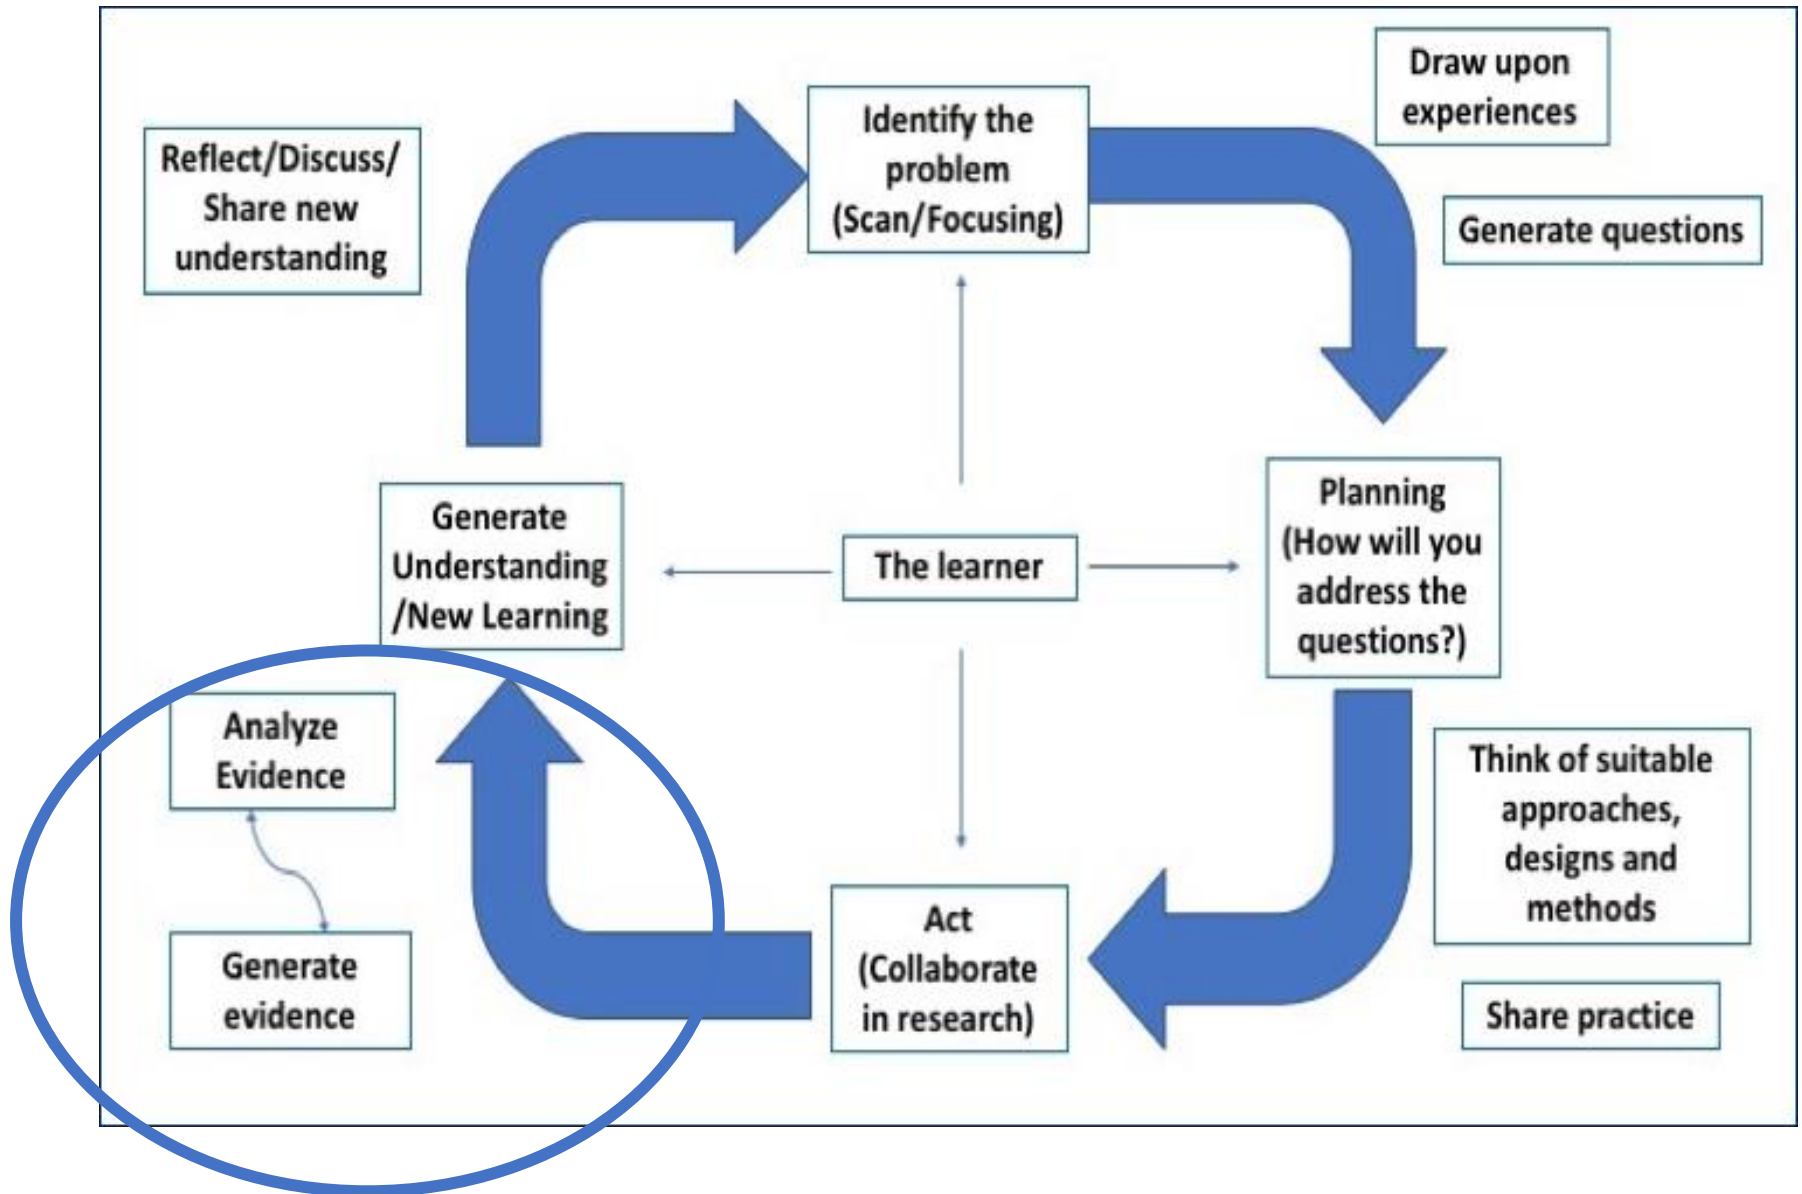 Draw upon
experiences
Identify the
problem
(Scan/Focusing)
Reflect/Discuss/
Share new
understanding
Generate questions
Generate
Understanding
/New Learning
The learner
Planning
(How will you
address the
questions?)
Analyze
Evidence
Think of suitable
approaches,
designs and
methods
Act
(Collaborate
in research)
Generate
evidence
Share practice